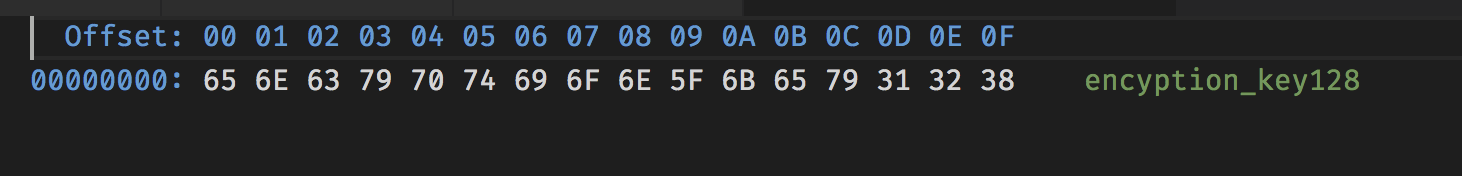 Offset: 00 01 02 03 04 05 06 07 08 09 0A 0B 0C 0D 0E 0F
00000000: 65 6E 63 79 70 74 69 6F 6E 5F 6B 65 79 31 32 38 encyption_key128